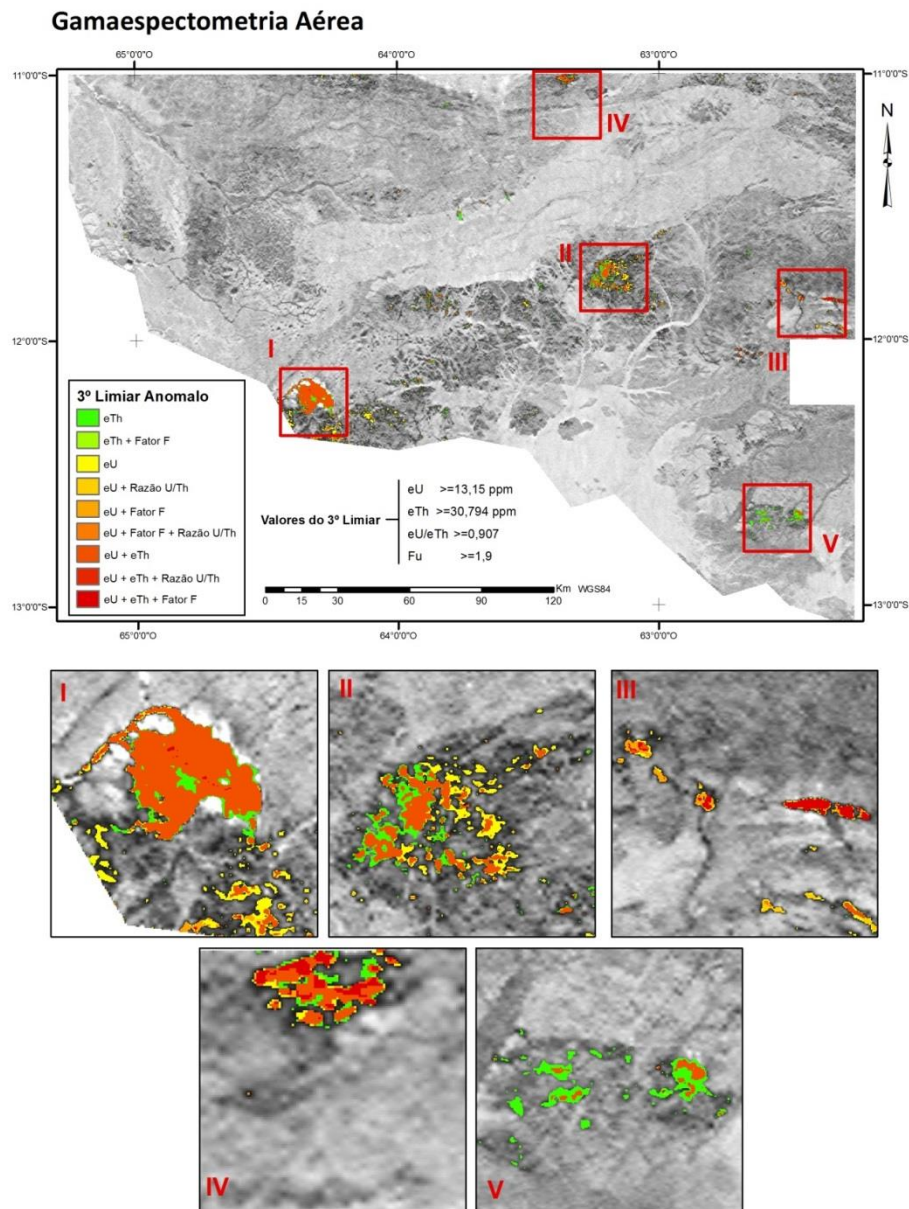 Gamaespectometria Aérea
65°0'0"O
64°0'0"O
63°0'0"O
11°0'0"S
11°0'0"S
IV
N
II
III
12°0'0"S
12°0'0"S
I
3º Limiar Anomalo
eTh
eTh + Fator F
eU
eU + Razão U/Th
eU + Fator F
eU + Fator F + Razão U/Th
eU + eTh
eU + eTh + Razão U/Th
eU + eTh + Fator F
Valores do 3º Limiar
eU >=13,15 ppm
eTh >=30,794 ppm
eU/eTh >=0,907
Fu >=1,9
V
Km WGS84
0 15 30 60 90 120
13°0'0"S
13°0'0"S
65°0'0"O
64°0'0"O
63°0'0"O
I
II
III
IV
V